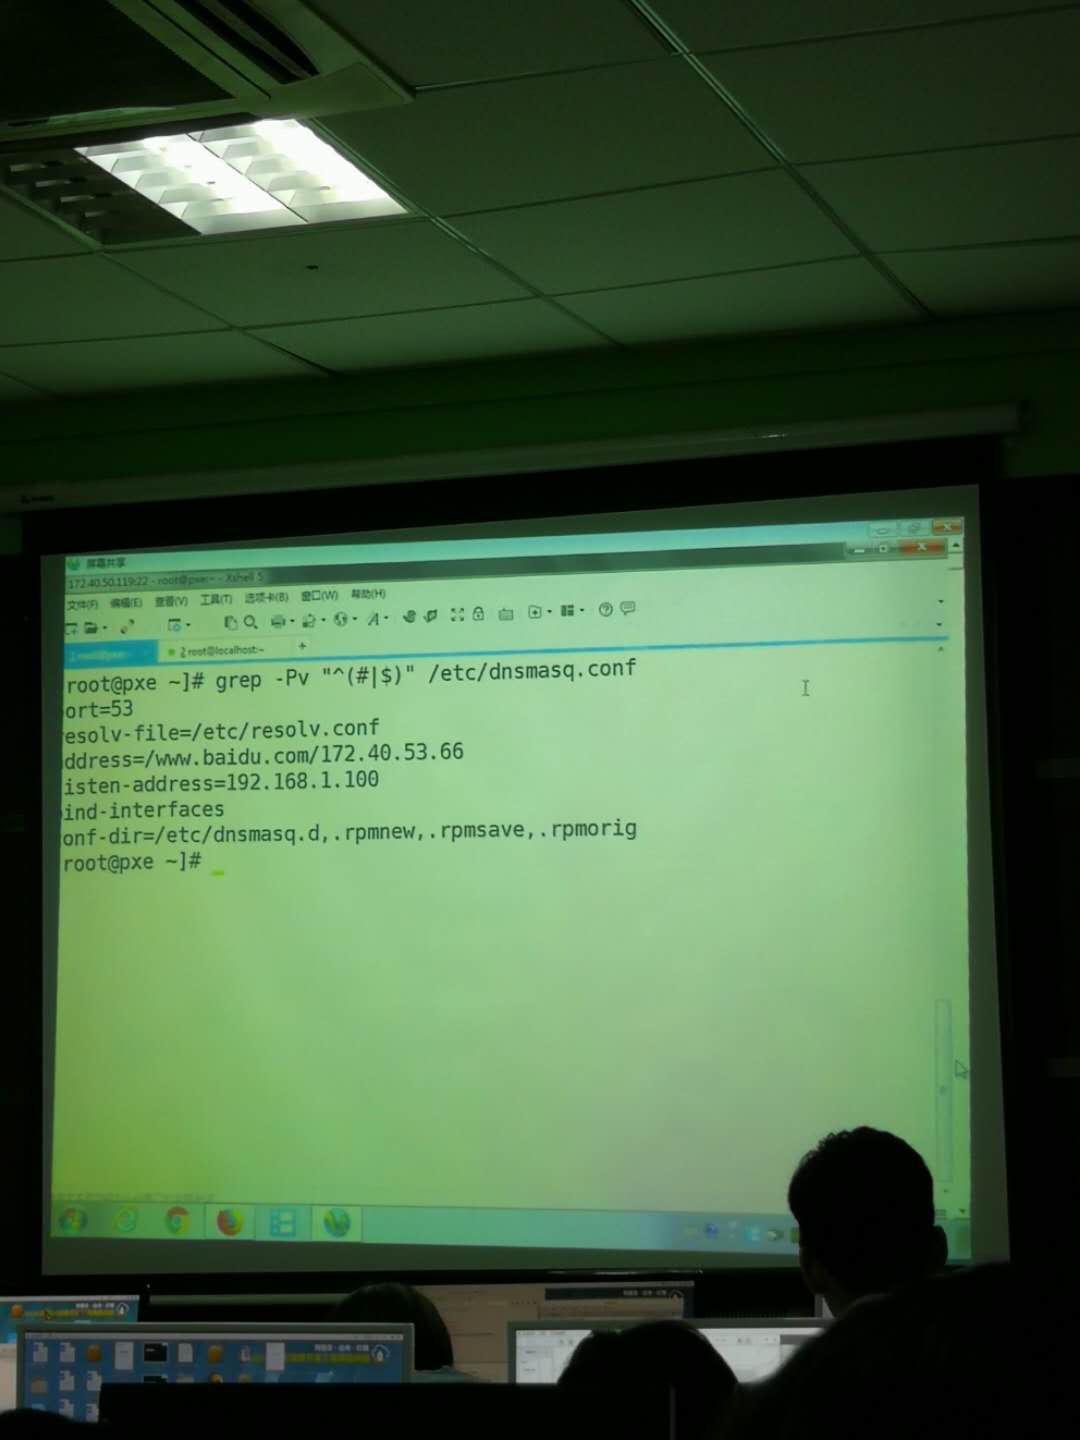 屏幕共享
172.40.50.119:22 - root@pxe:~ - Xshell 5
文件(F) 编辑(E) 查看(V) 工具(T) 选项卡(B) 窗口(W) 帮助(H)
1 root@pxe:~ 2 root@localhost:~ +
root@pxe ~]# grep -Pv "^(#|$)" /etc/dnsmasq.conf
ort=53
esolv-file=/etc/resolv.conf
ddress=/www.baidu.com/172.40.53.66
isten-address=192.168.1.100
ind-interfaces
onf-dir=/etc/dnsmasq.d,.rpmnew,.rpmsave,.rpmorig
root@pxe ~]#